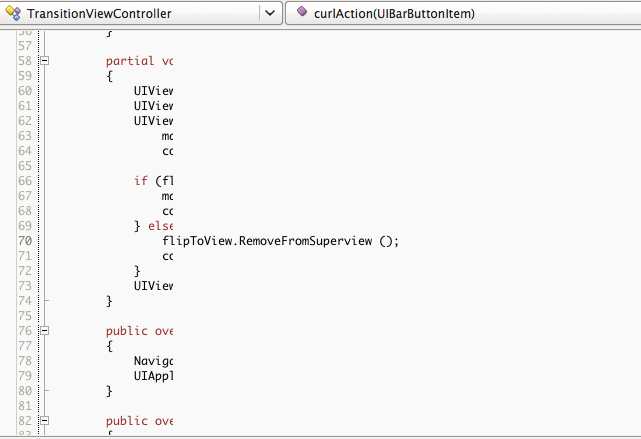 TransitionViewController curlAction(UIBarButtonItem)
56 }
57
58 partial vo
59 {
60 UIView
61 UIView
62 UIView
63 mo
64 co
65
66 if (fl
67 mo
68 co
69 } else
70 flipToView.RemoveFromSuperview ();
71 co
72 }
73 UIView
74 }
75
76 public ove
77 {
78 Naviga
79 UIAppl
80 }
81
82 public ove
83 {